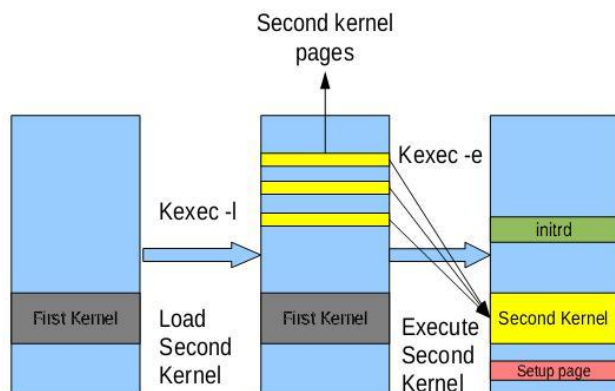 Second kernel
pages
Kexec -l
Kexec -e
First Kernel
Load
Second
Kernel
First Kernel
Execute
Second
Kernel
initrd
Second Kernel
Setup page